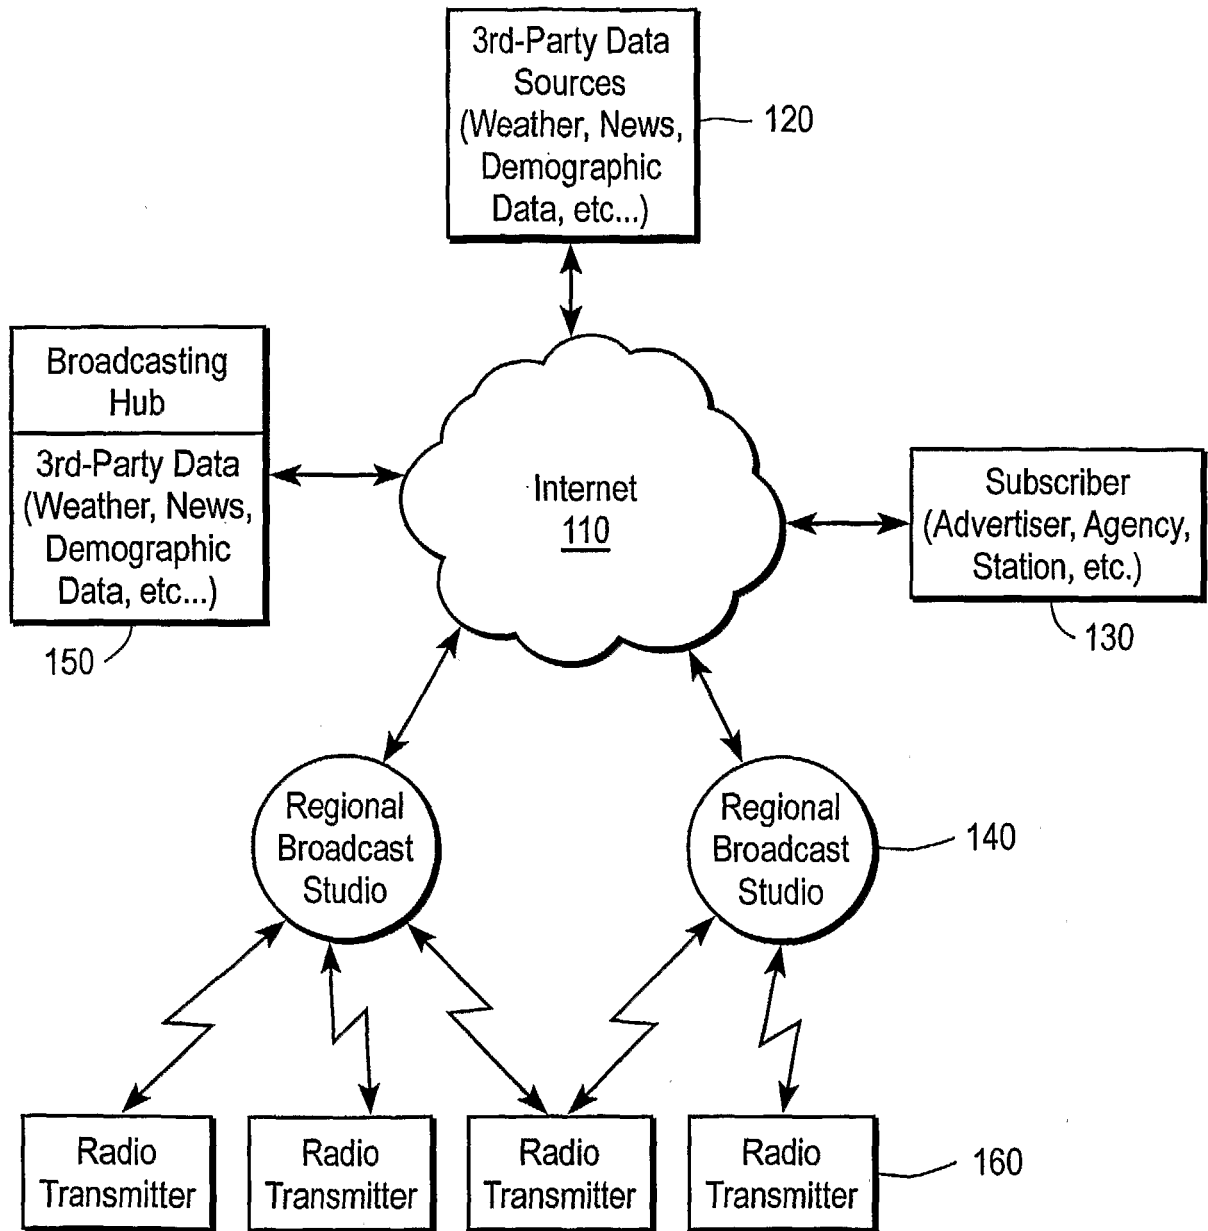 3rd-Party Data
Sources
(Weather, News,
Demographic
Data, etc...)
120
Broadcasting
Hub
3rd-Party Data
(Weather, News,
Demographic
Data, etc...)
150
Internet
110
Subscriber
(Advertiser, Agency,
Station, etc.)
130
Regional
Broadcast
Studio
Regional
Broadcast
Studio
140
Radio
Transmitter
Radio
Transmitter
Radio
Transmitter
Radio
Transmitter
160